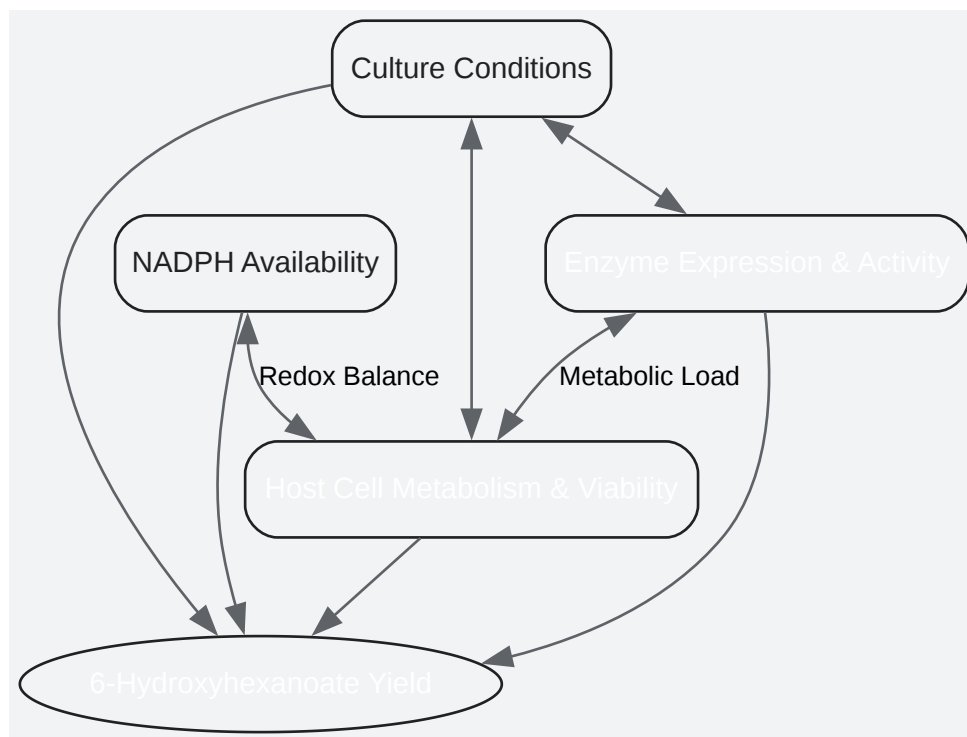 Culture Conditions
NADPH Availability
Enzyme Expression & Activity
Redox Balance
Metabolic Load
Host Cell Metabolism & Viability
6-Hydroxyhexanoate Yield